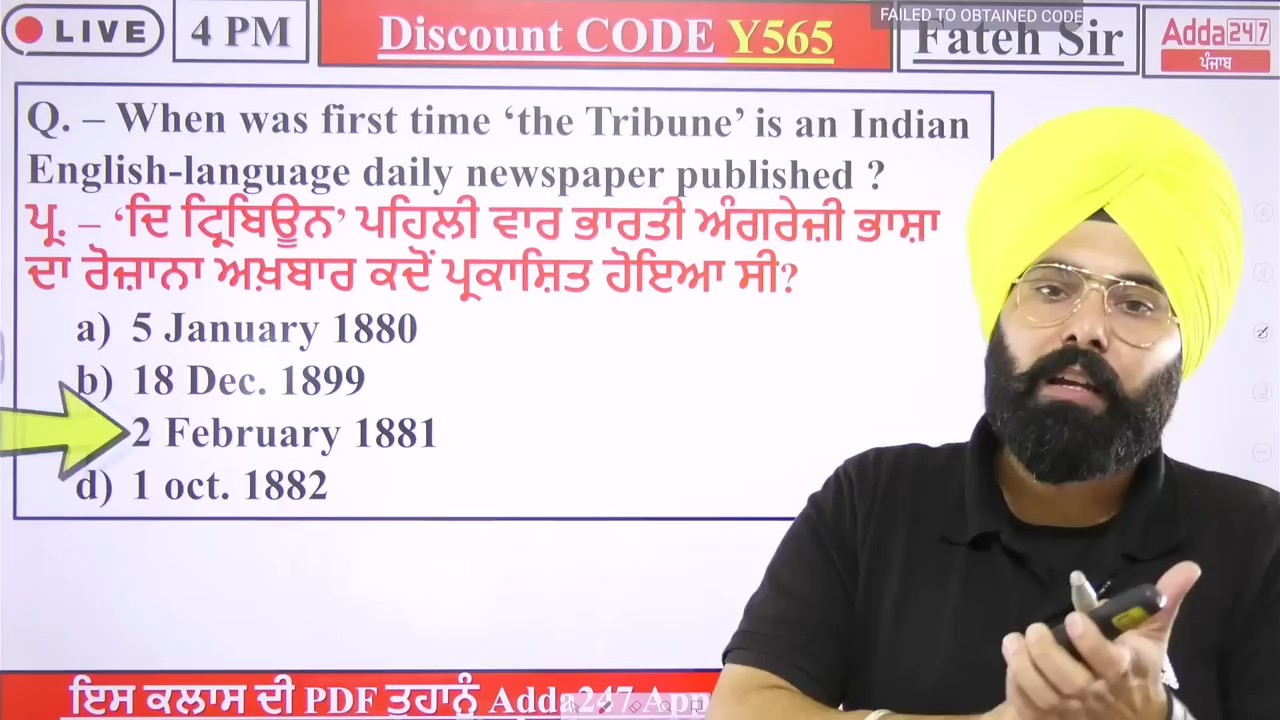 LIVE
4 PM
Discount CODE Y565
FAILED TO OBTAINED CODE
Fateh Sir
Adda247
ਪੰਜਾਬ
Q. – When was first time ‘the Tribune’ is an Indian
English-language daily newspaper published ?
ਪ੍ਰ. – ‘ਦਿ ਟ੍ਰਿਬਿਊਨ’ ਪਹਿਲੀ ਵਾਰ ਭਾਰਤੀ ਅੰਗਰੇਜ਼ੀ ਭਾਸ਼ਾ
ਦਾ ਰੋਜ਼ਾਨਾ ਅਖ਼ਬਾਰ ਕਦੋਂ ਪ੍ਰਕਾਸ਼ਿਤ ਹੋਇਆ ਸੀ?
a) 5 January 1880
b) 18 Dec. 1899
2 February 1881
d) 1 oct. 1882
ਇਸ ਕਲਾਸ ਦੀ PDF ਤੁਹਾਨੂੰ Adda247 App